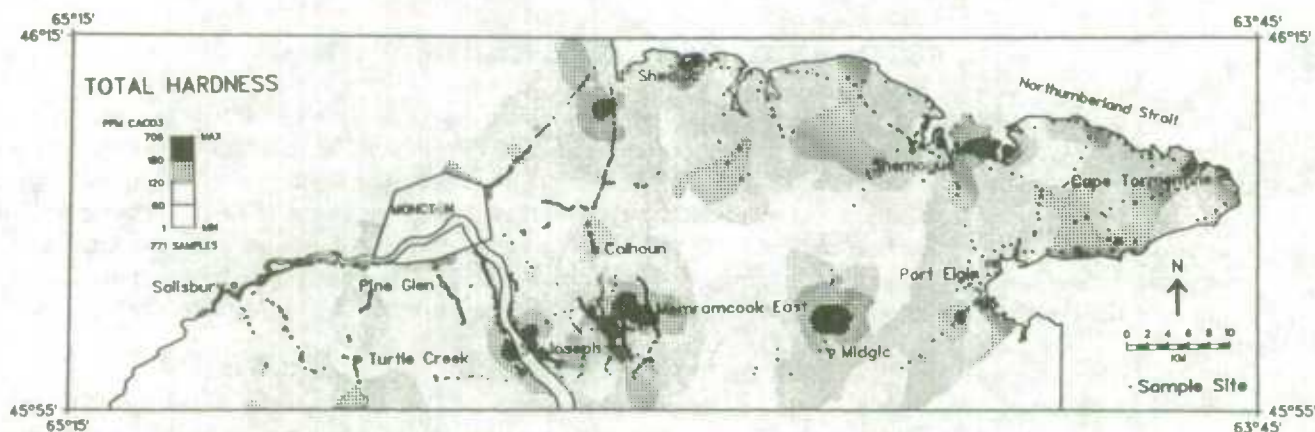 65°15'
63°45'
46°15'
46°15'
TOTAL HARDNESS
PPM CACO3
706
MAX
180
120
60
1
MIN
771 SAMPLES
Shediac
Northumberland Strait
Shemogue
Cape Tormentine
MONCTON
Calhoun
Salisbury
Pine Glen
Port Elgin
N
Memramcook East
Joseph
Turtle Creek
Midgic
0 2 4 6 8 10
KM
Sample Site
45°55'
65°15'
45°55'
63°45'